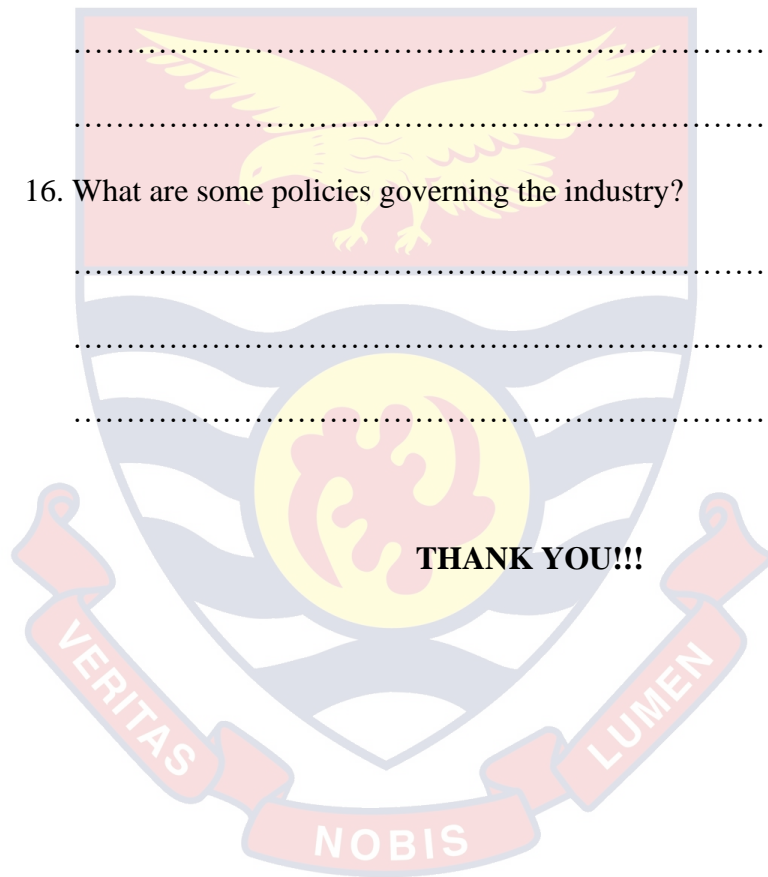 ……………………………………………………………
……………………………………………………………
16. What are some policies governing the industry?
……………………………………………………………
……………………………………………………………
……………………………………………………………
THANK YOU!!!
VERITAS
NOBIS
LUMEN